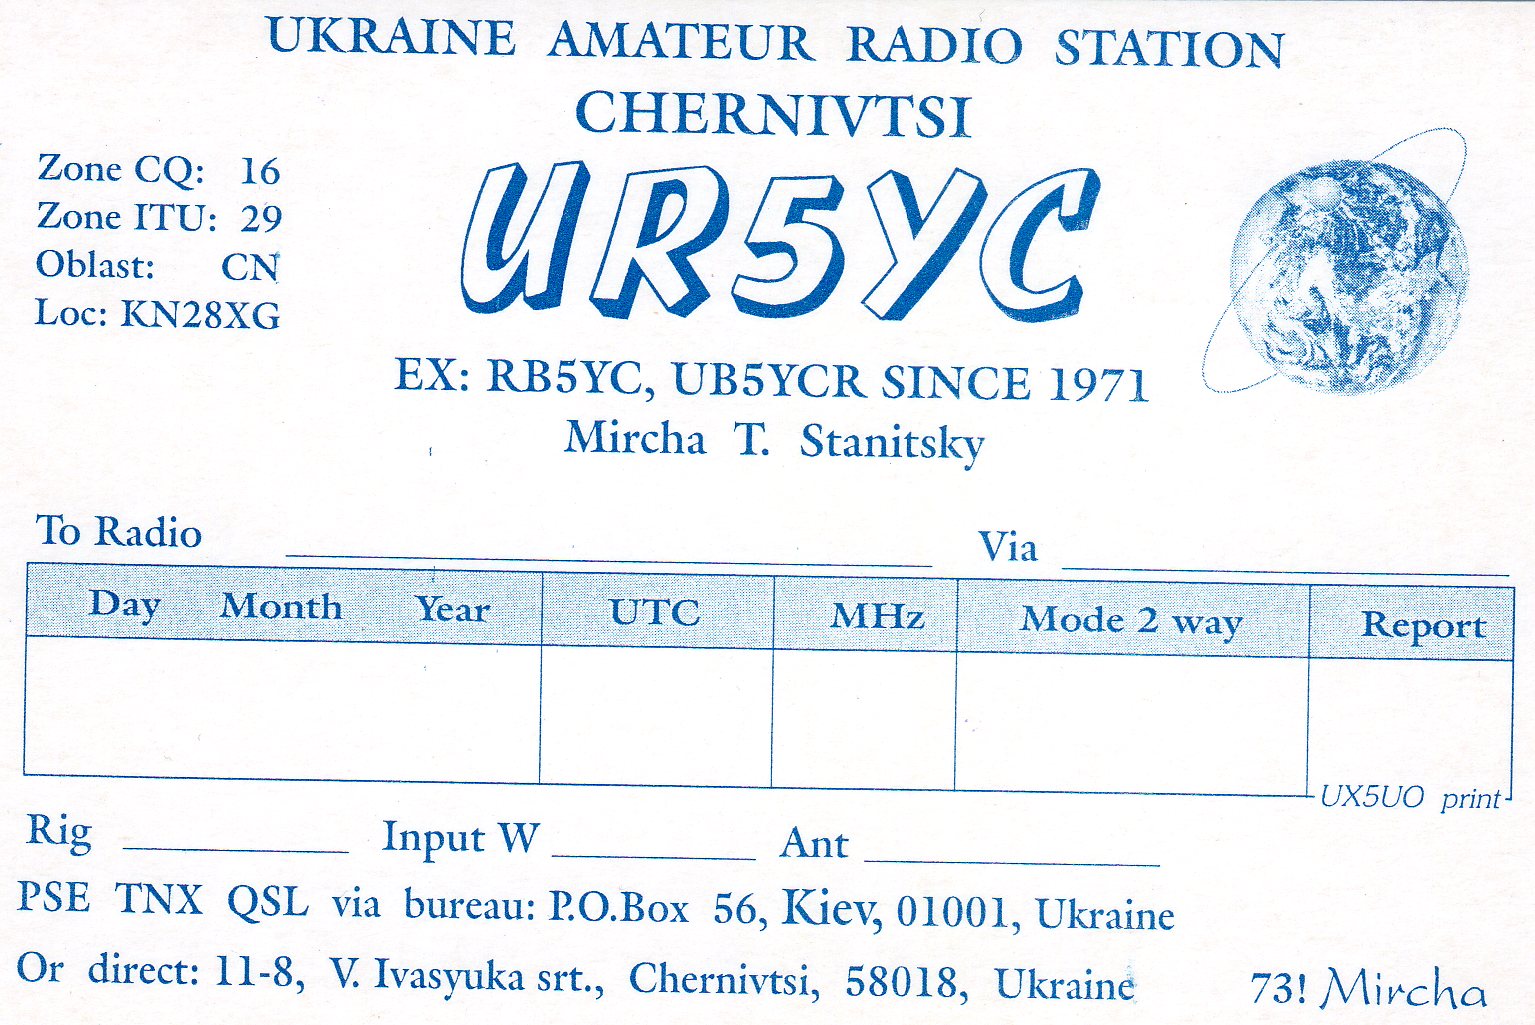 UKRAINE AMATEUR RADIO STATION
CHERNIVTSI
Zone CQ: 16
Zone ITU: 29
Oblast: CN
Loc: KN28XG
UR5YC
EX: RB5YC, UB5YCR SINCE 1971
Mircha T. Stanitsky
To Radio Via
Day Month Year UTC MHz Mode 2 way Report
UX5UO print
Rig Input W Ant
PSE TNX QSL via bureau: P.O.Box 56, Kiev, 01001, Ukraine
Or direct: 11-8, V. Ivasyuka srt., Chernivtsi, 58018, Ukraine 73! Mircha